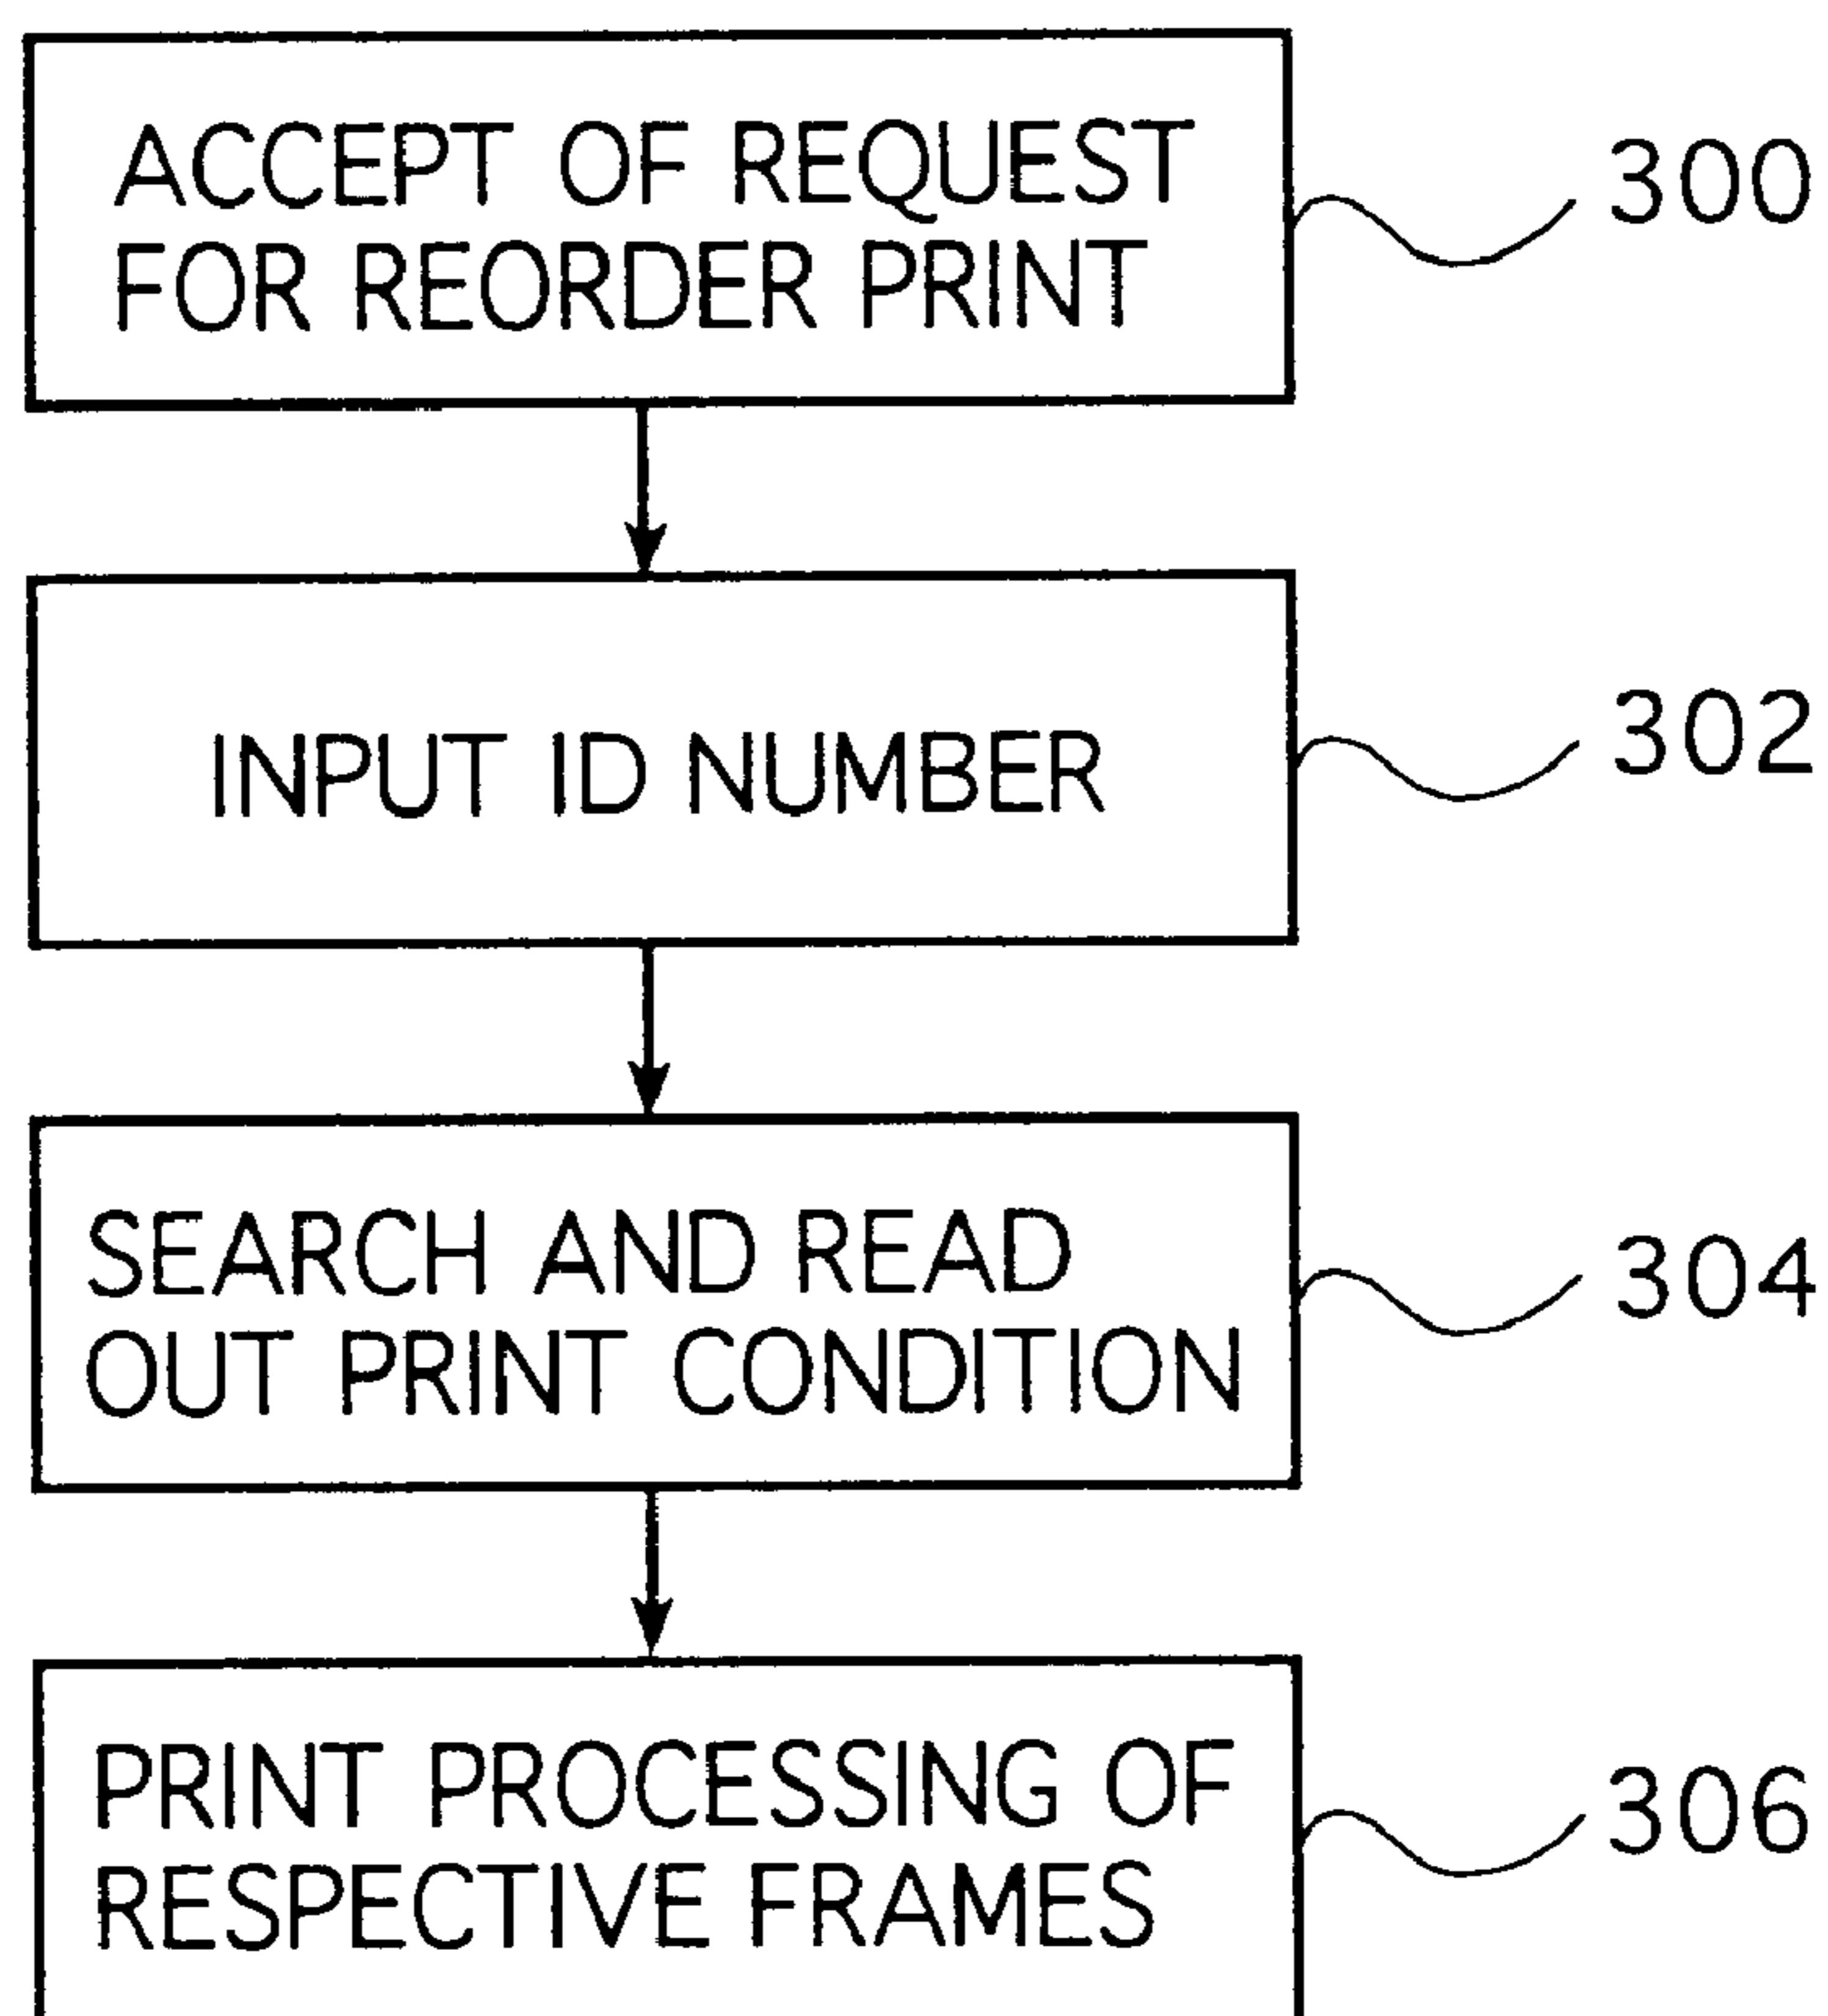 ACCEPT OF REQUEST
FOR REORDER PRINT
300
INPUT ID NUMBER
302
SEARCH AND READ
OUT PRINT CONDITION
304
PRINT PROCESSING OF
RESPECTIVE FRAMES
306